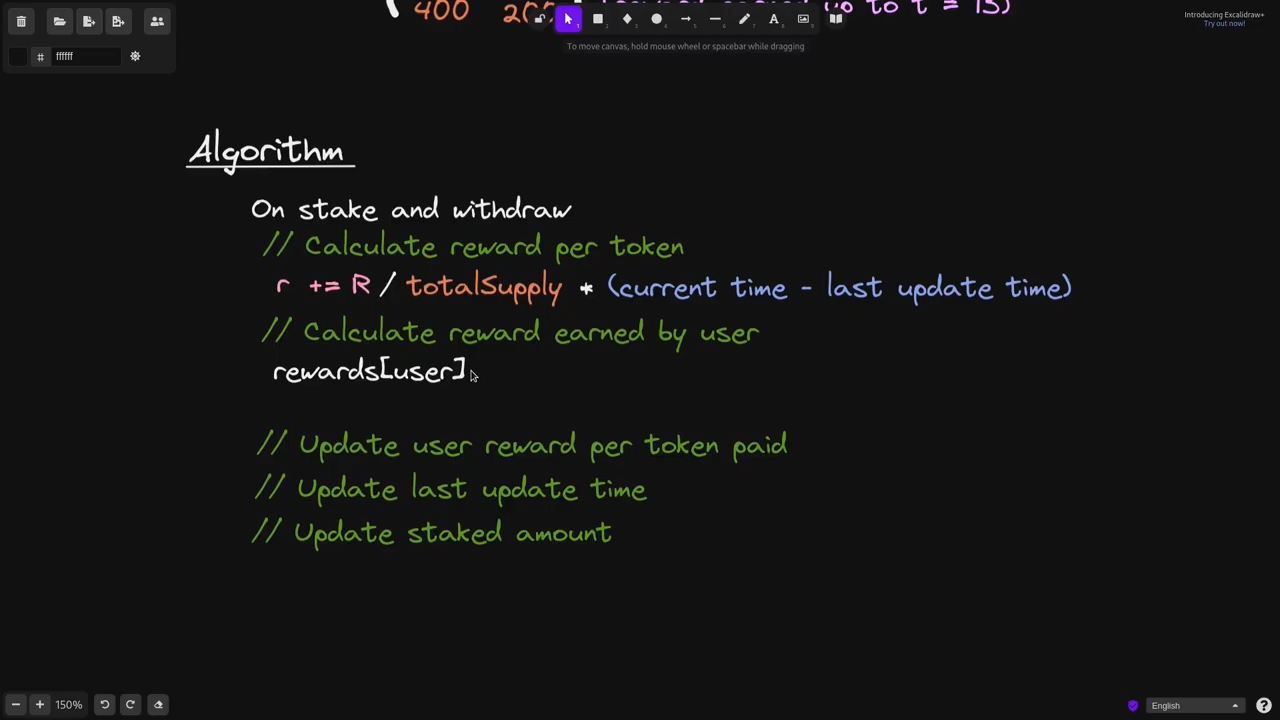 400
Introducing Excalidraw+
Try out now!
To move canvas, hold mouse wheel or spacebar while dragging
# ffffff
Algorithm
On stake and withdraw
// Calculate reward per token
r += R / totalSupply * (current time - last update time)
// Calculate reward earned by user
rewards[user]
// Update user reward per token paid
// Update last update time
// Update staked amount
150%
English